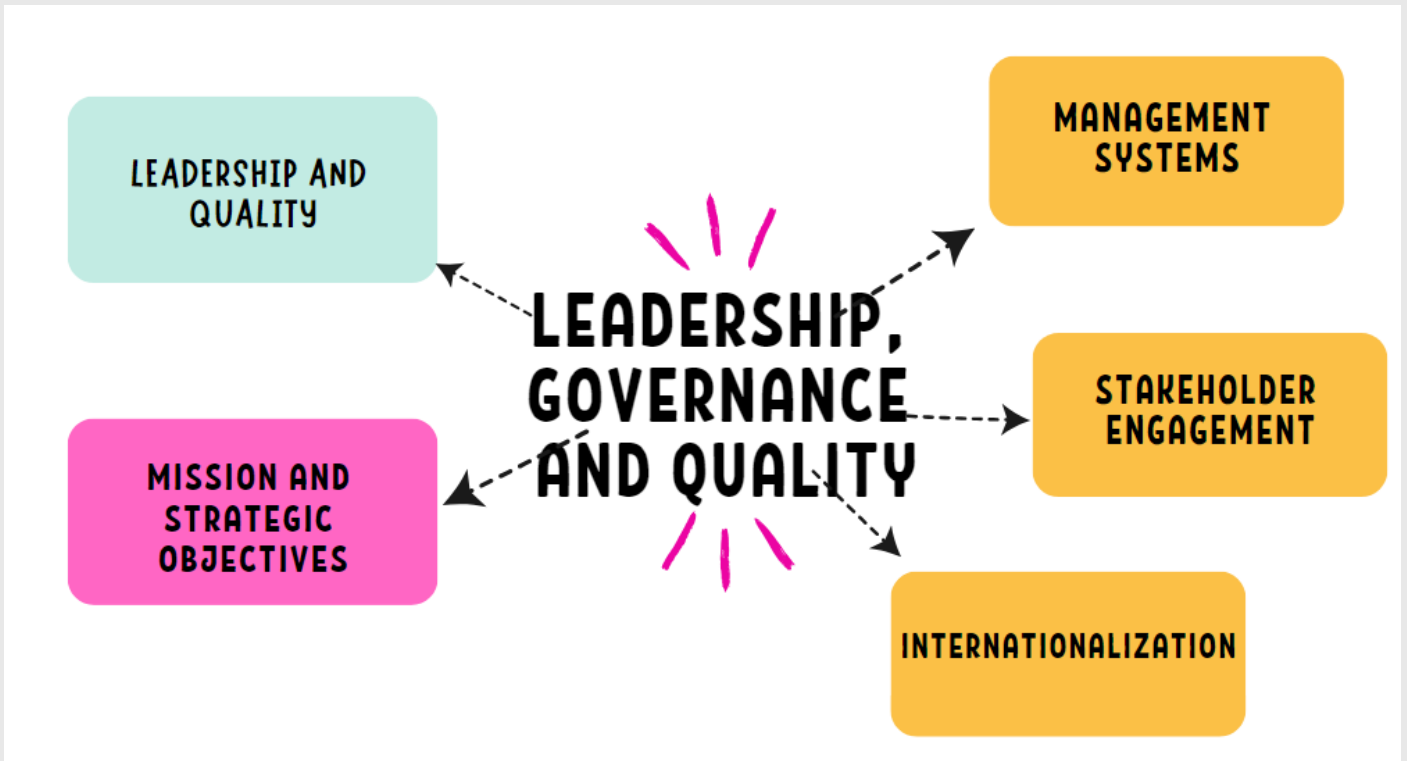 LEADERSHIP AND
QUALITY
MISSION AND
STRATEGIC
OBJECTIVES
LEADERSHIP,
GOVERNANCE
AND QUALITY
MANAGEMENT
SYSTEMS
STAKEHOLDER
ENGAGEMENT
INTERNATIONALIZATION